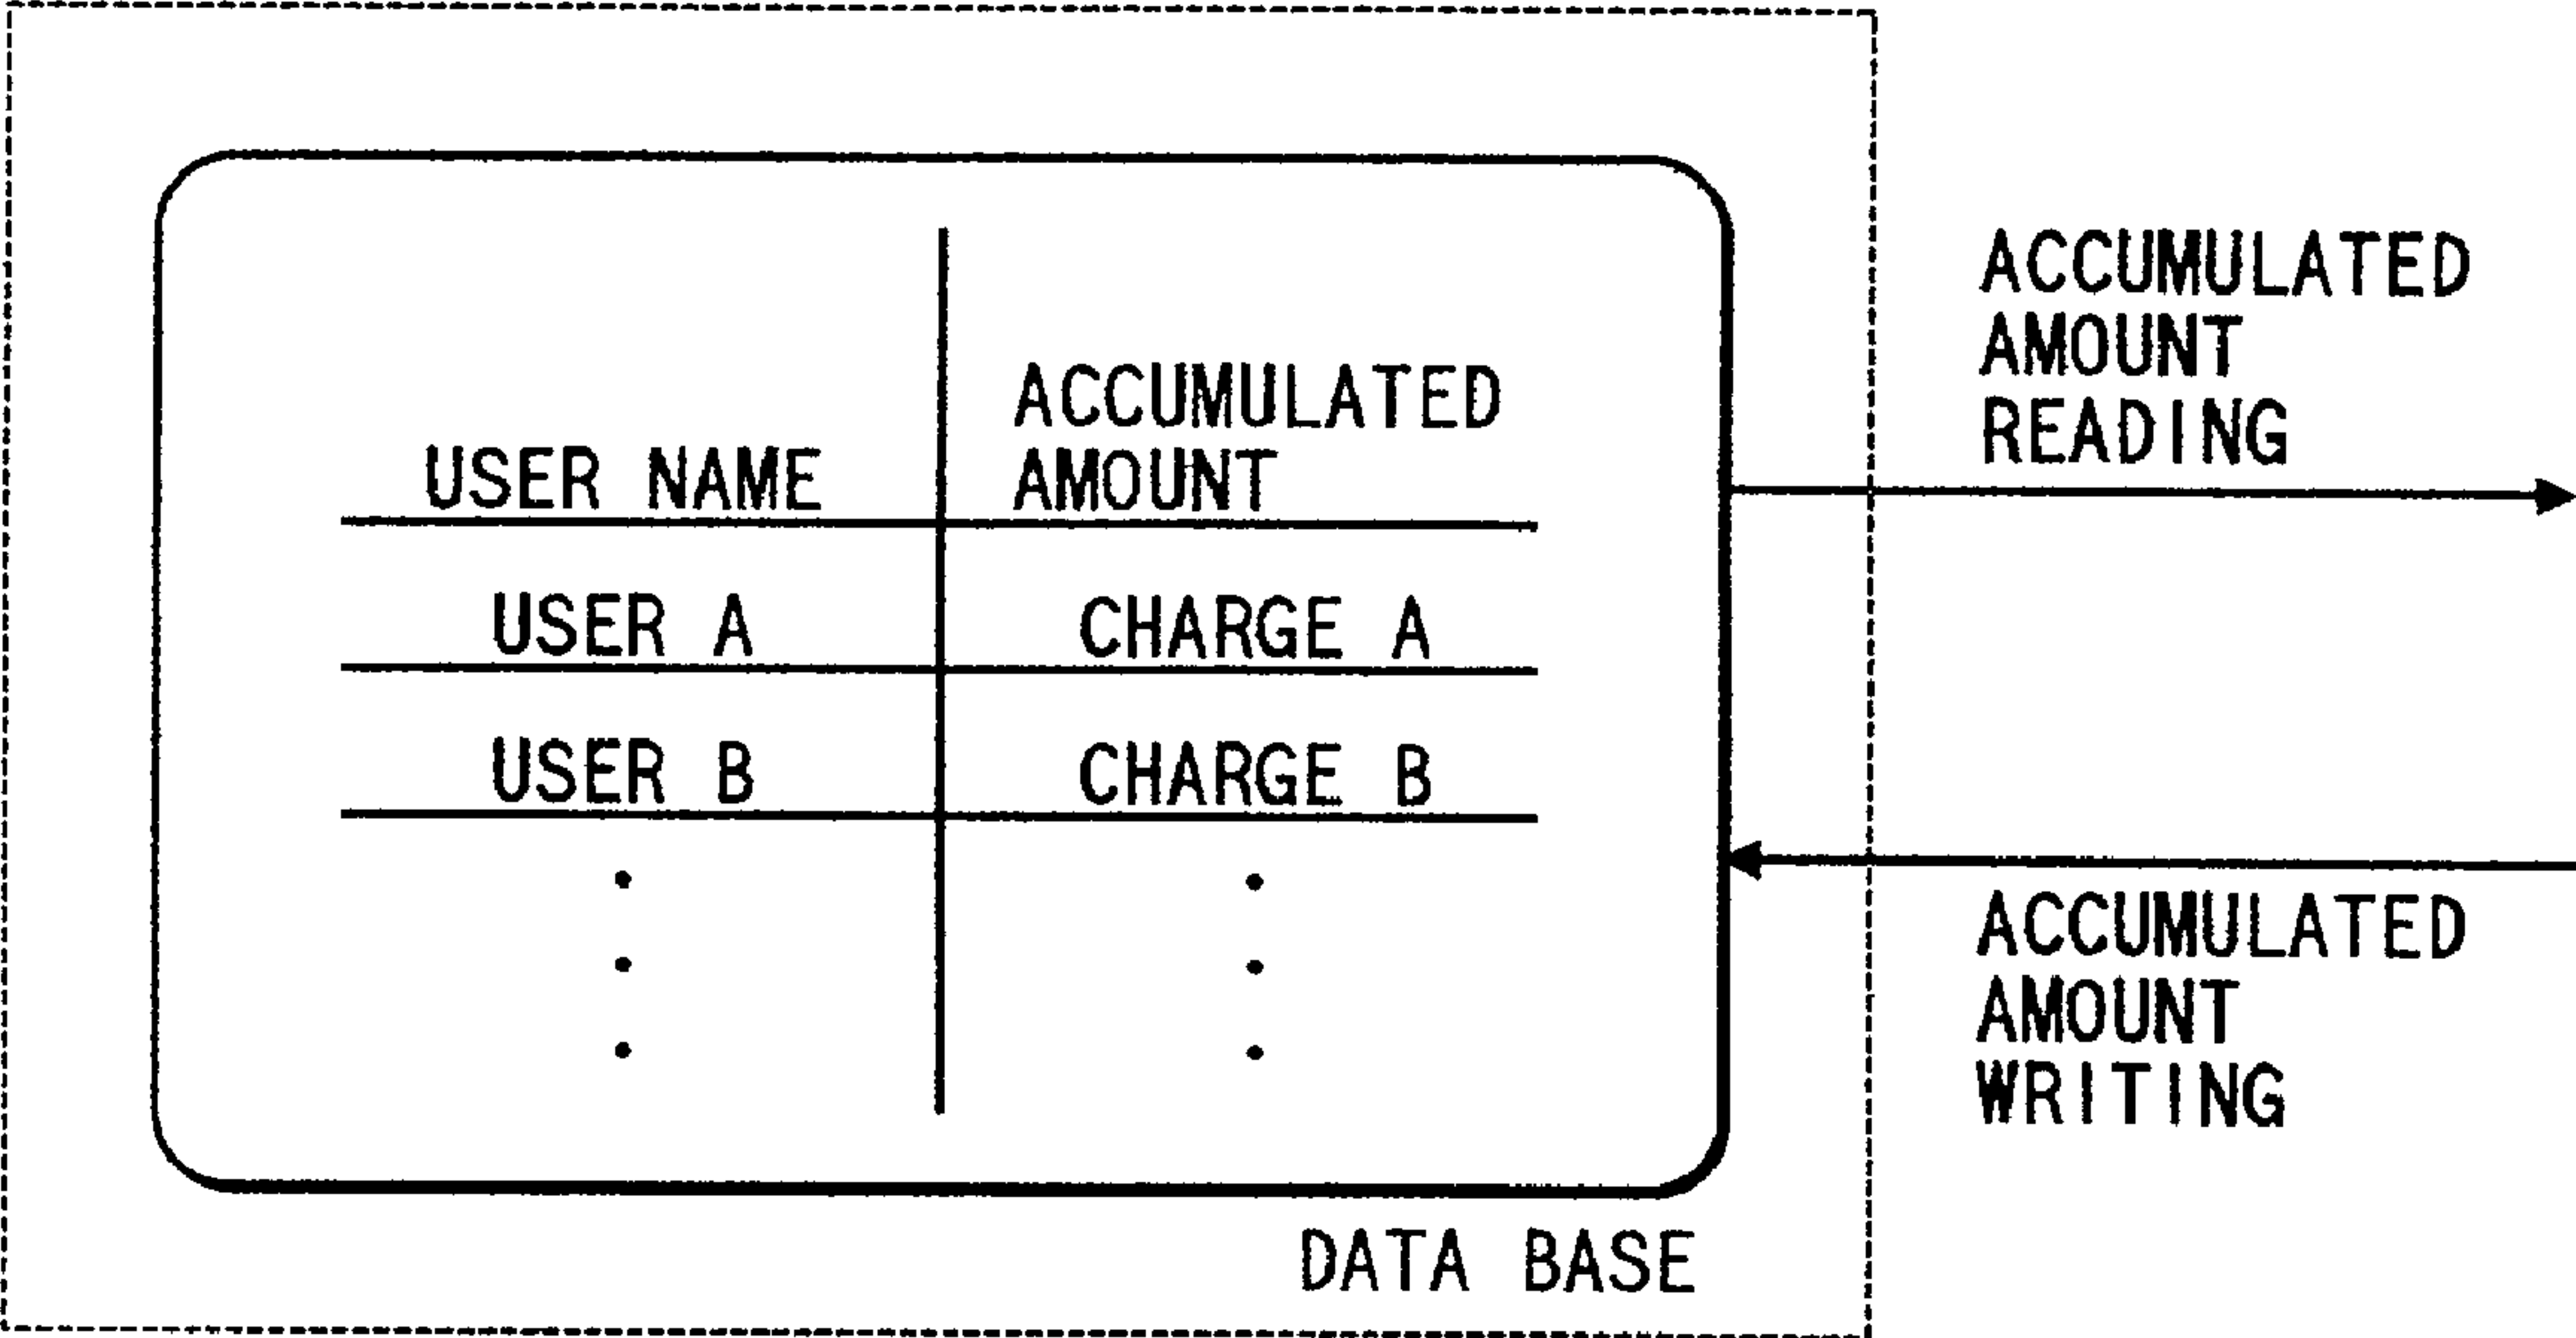 ACCUMULATED
AMOUNT
READING
USER NAME
ACCUMULATED
AMOUNT
USER A CHARGE A
USER B CHARGE B
ACCUMULATED
AMOUNT
WRITING
DATA BASE